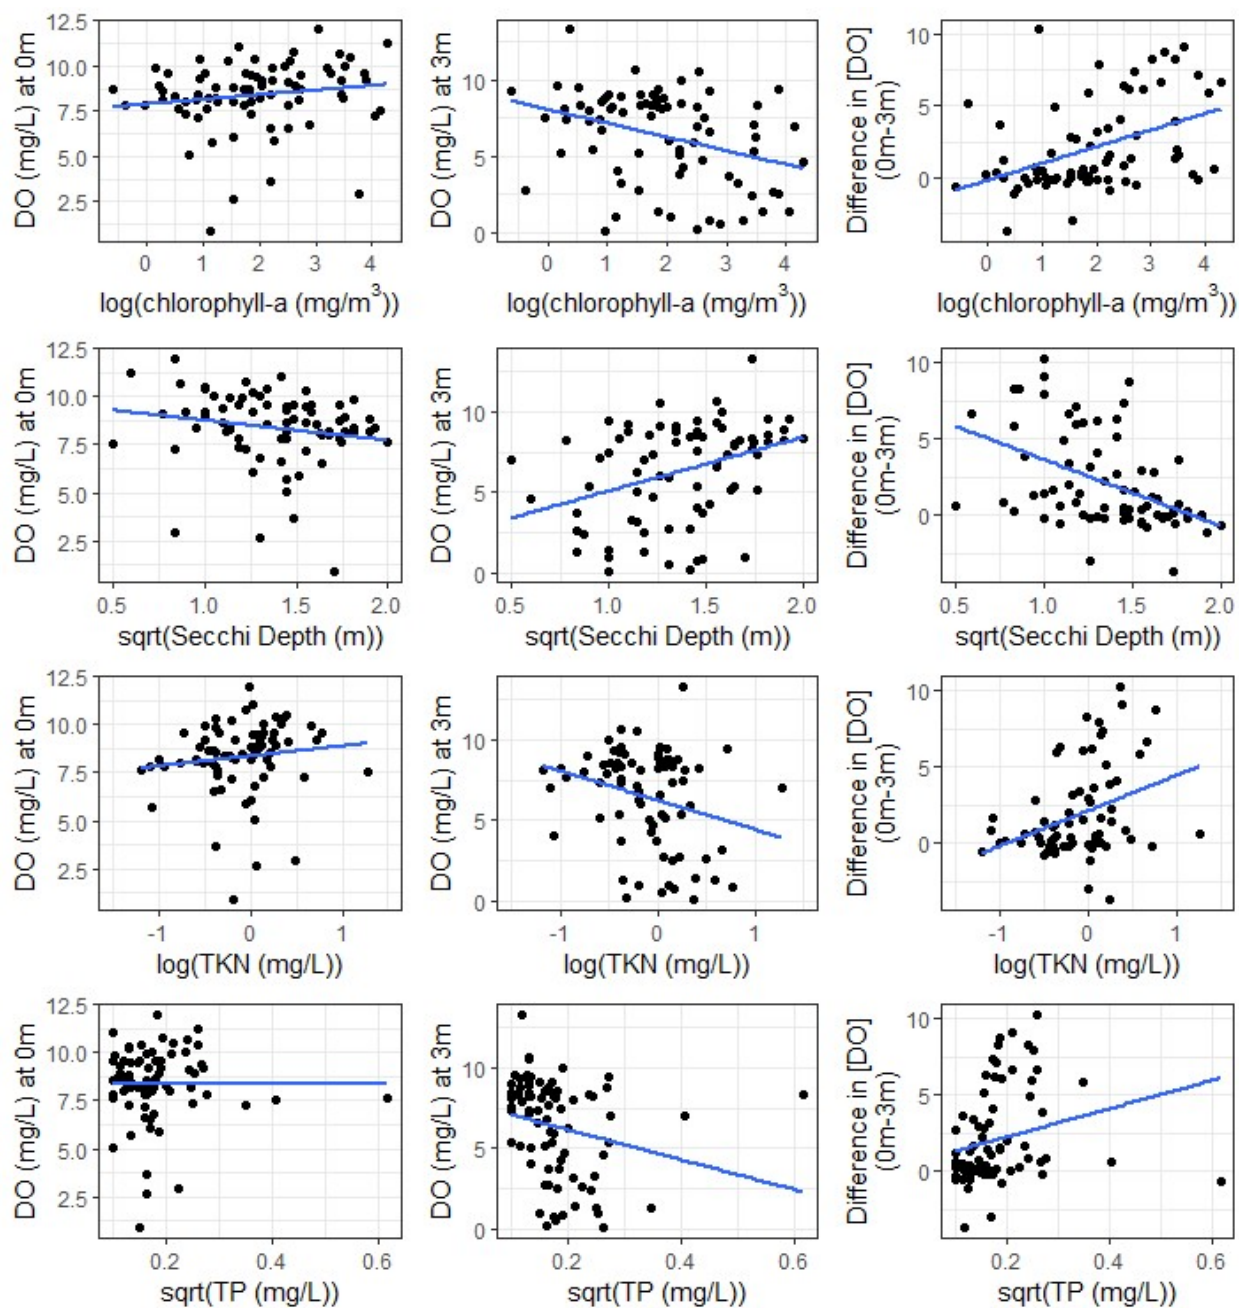 12.5
10.0
7.5
5.0
2.5
DO (mg/L) at 0m
0 1 2 3 4
log(chlorophyll-a (mg/m³))
10
5
0
DO (mg/L) at 3m
0 1 2 3 4
log(chlorophyll-a (mg/m³))
10
5
0
Difference in [DO]
(0m-3m)
0 1 2 3 4
log(chlorophyll-a (mg/m³))
12.5
10.0
7.5
5.0
2.5
DO (mg/L) at 0m
0.5 1.0 1.5 2.0
sqrt(Secchi Depth (m))
10
5
0
DO (mg/L) at 3m
0.5 1.0 1.5 2.0
sqrt(Secchi Depth (m))
10
5
0
Difference in [DO]
(0m-3m)
0.5 1.0 1.5 2.0
sqrt(Secchi Depth (m))
12.5
10.0
7.5
5.0
2.5
DO (mg/L) at 0m
-1 0 1
log(TKN (mg/L))
10
5
0
DO (mg/L) at 3m
-1 0 1
log(TKN (mg/L))
10
5
0
Difference in [DO]
(0m-3m)
-1 0 1
log(TKN (mg/L))
12.5
10.0
7.5
5.0
2.5
DO (mg/L) at 0m
0.2 0.4 0.6
sqrt(TP (mg/L))
10
5
0
DO (mg/L) at 3m
0.2 0.4 0.6
sqrt(TP (mg/L))
10
5
0
Difference in [DO]
(0m-3m)
0.2 0.4 0.6
sqrt(TP (mg/L))